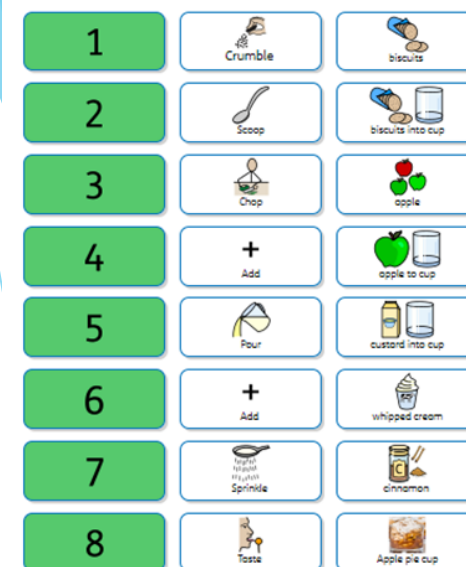 1 Crumble biscuits
2 Scoop biscuits into cup
3 Chop apple
4 + Add apple to cup
5 Pour custard into cup
6 + Add whipped cream
7 Sprinkle C cinnamon
8 Taste Apple pie cup